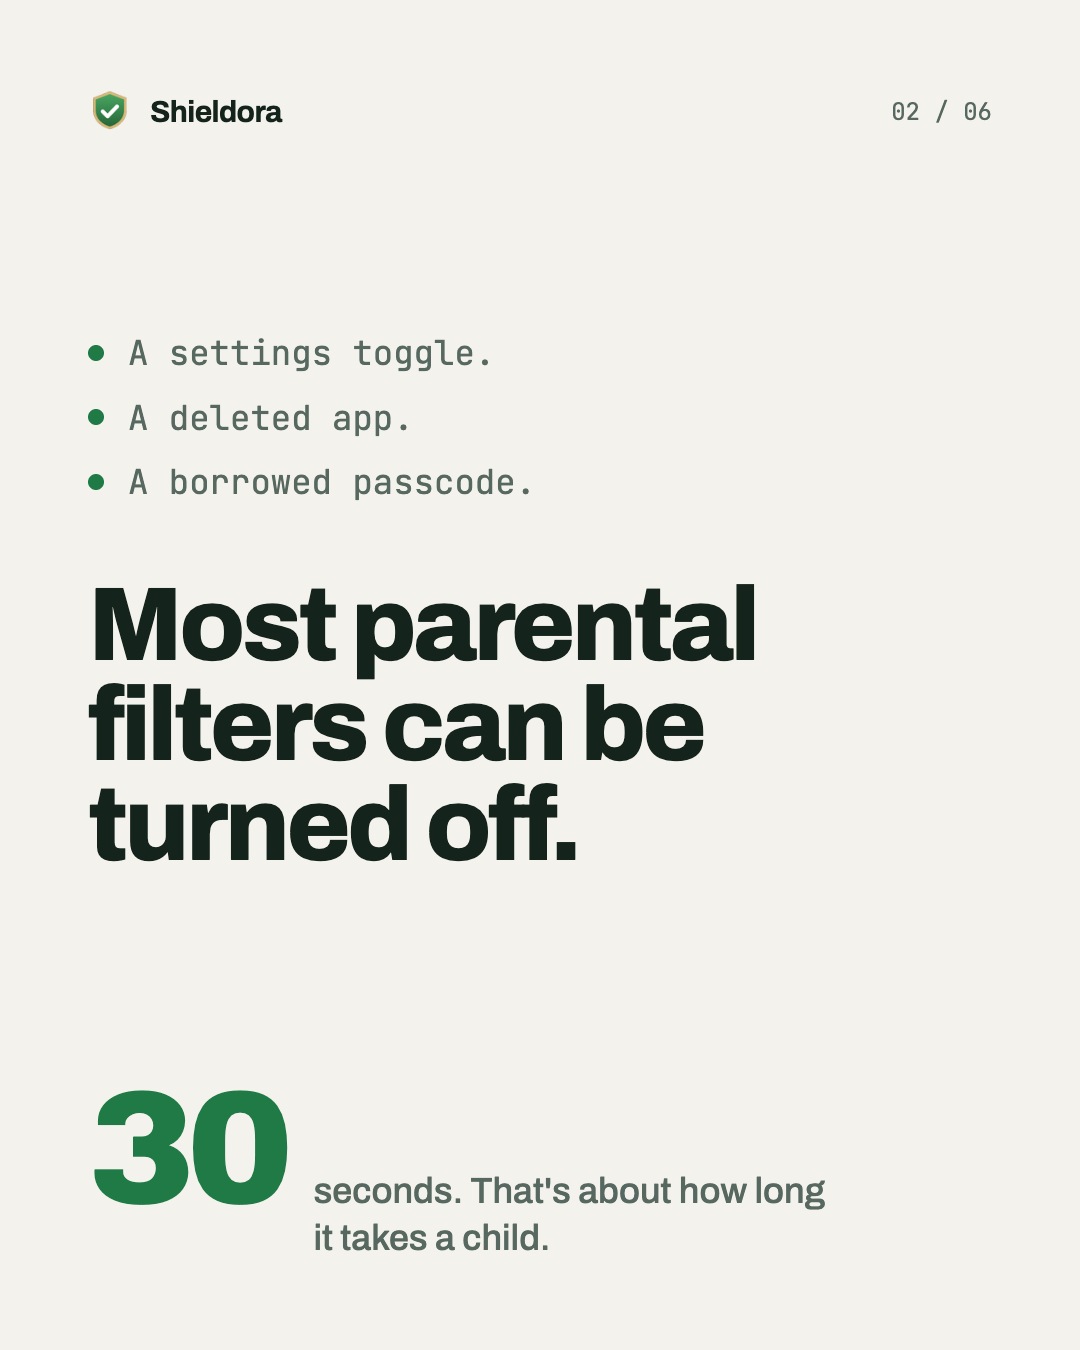 Shieldora
02 / 06
A settings toggle.
A deleted app.
A borrowed passcode.
Most parental
filters can be
turned off.
30
seconds. That's about how long
it takes a child.